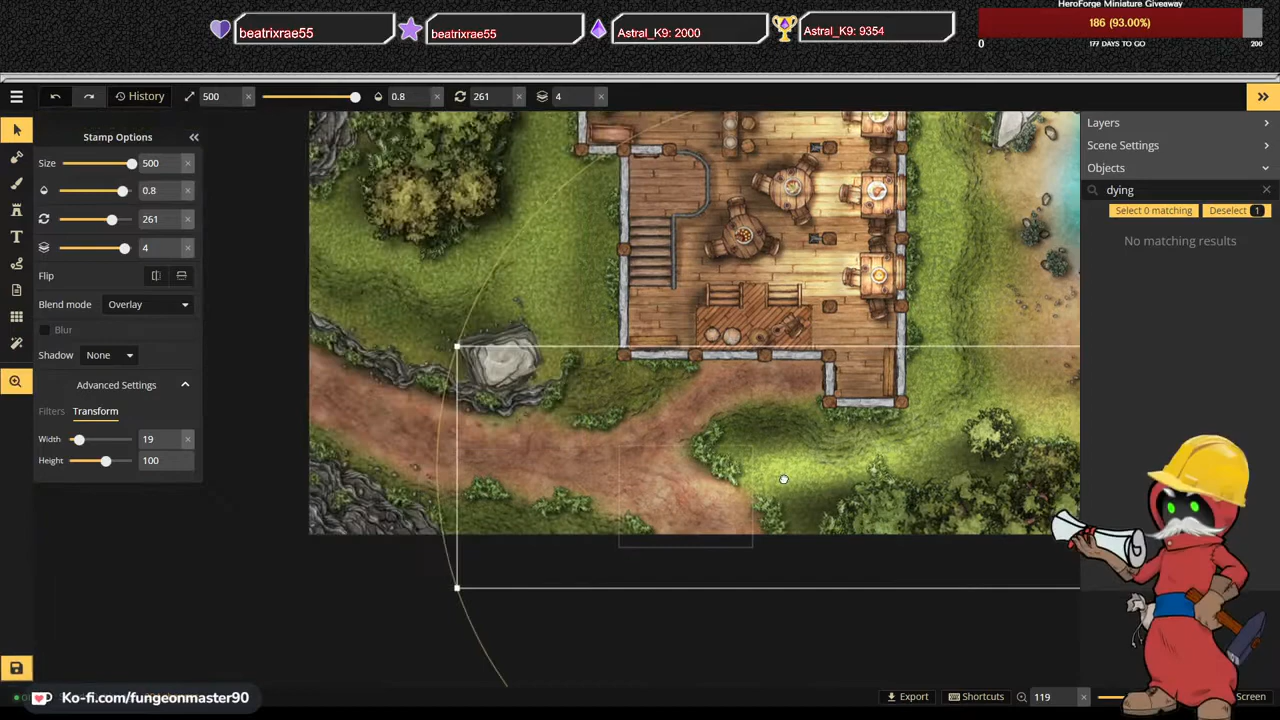 HeroForge Miniature Giveaway
beatrixrae55
beatrixrae55
Astral_K9: 2000
Astral_K9: 9354
186 (93.00%)
0
177 DAYS TO GO
200
History
500
0.8
261
4
Stamp Options
Size
500
0.8
261
4
Flip
Blend mode
Overlay
Blur
Shadow
None
Advanced Settings
Filters
Transform
Width
19
Height
100
Layers
Scene Settings
Objects
dying
Select 0 matching
Deselect
1
No matching results
Ko-fi.com/fungeonmaster90
Export
Shortcuts
119
Screen